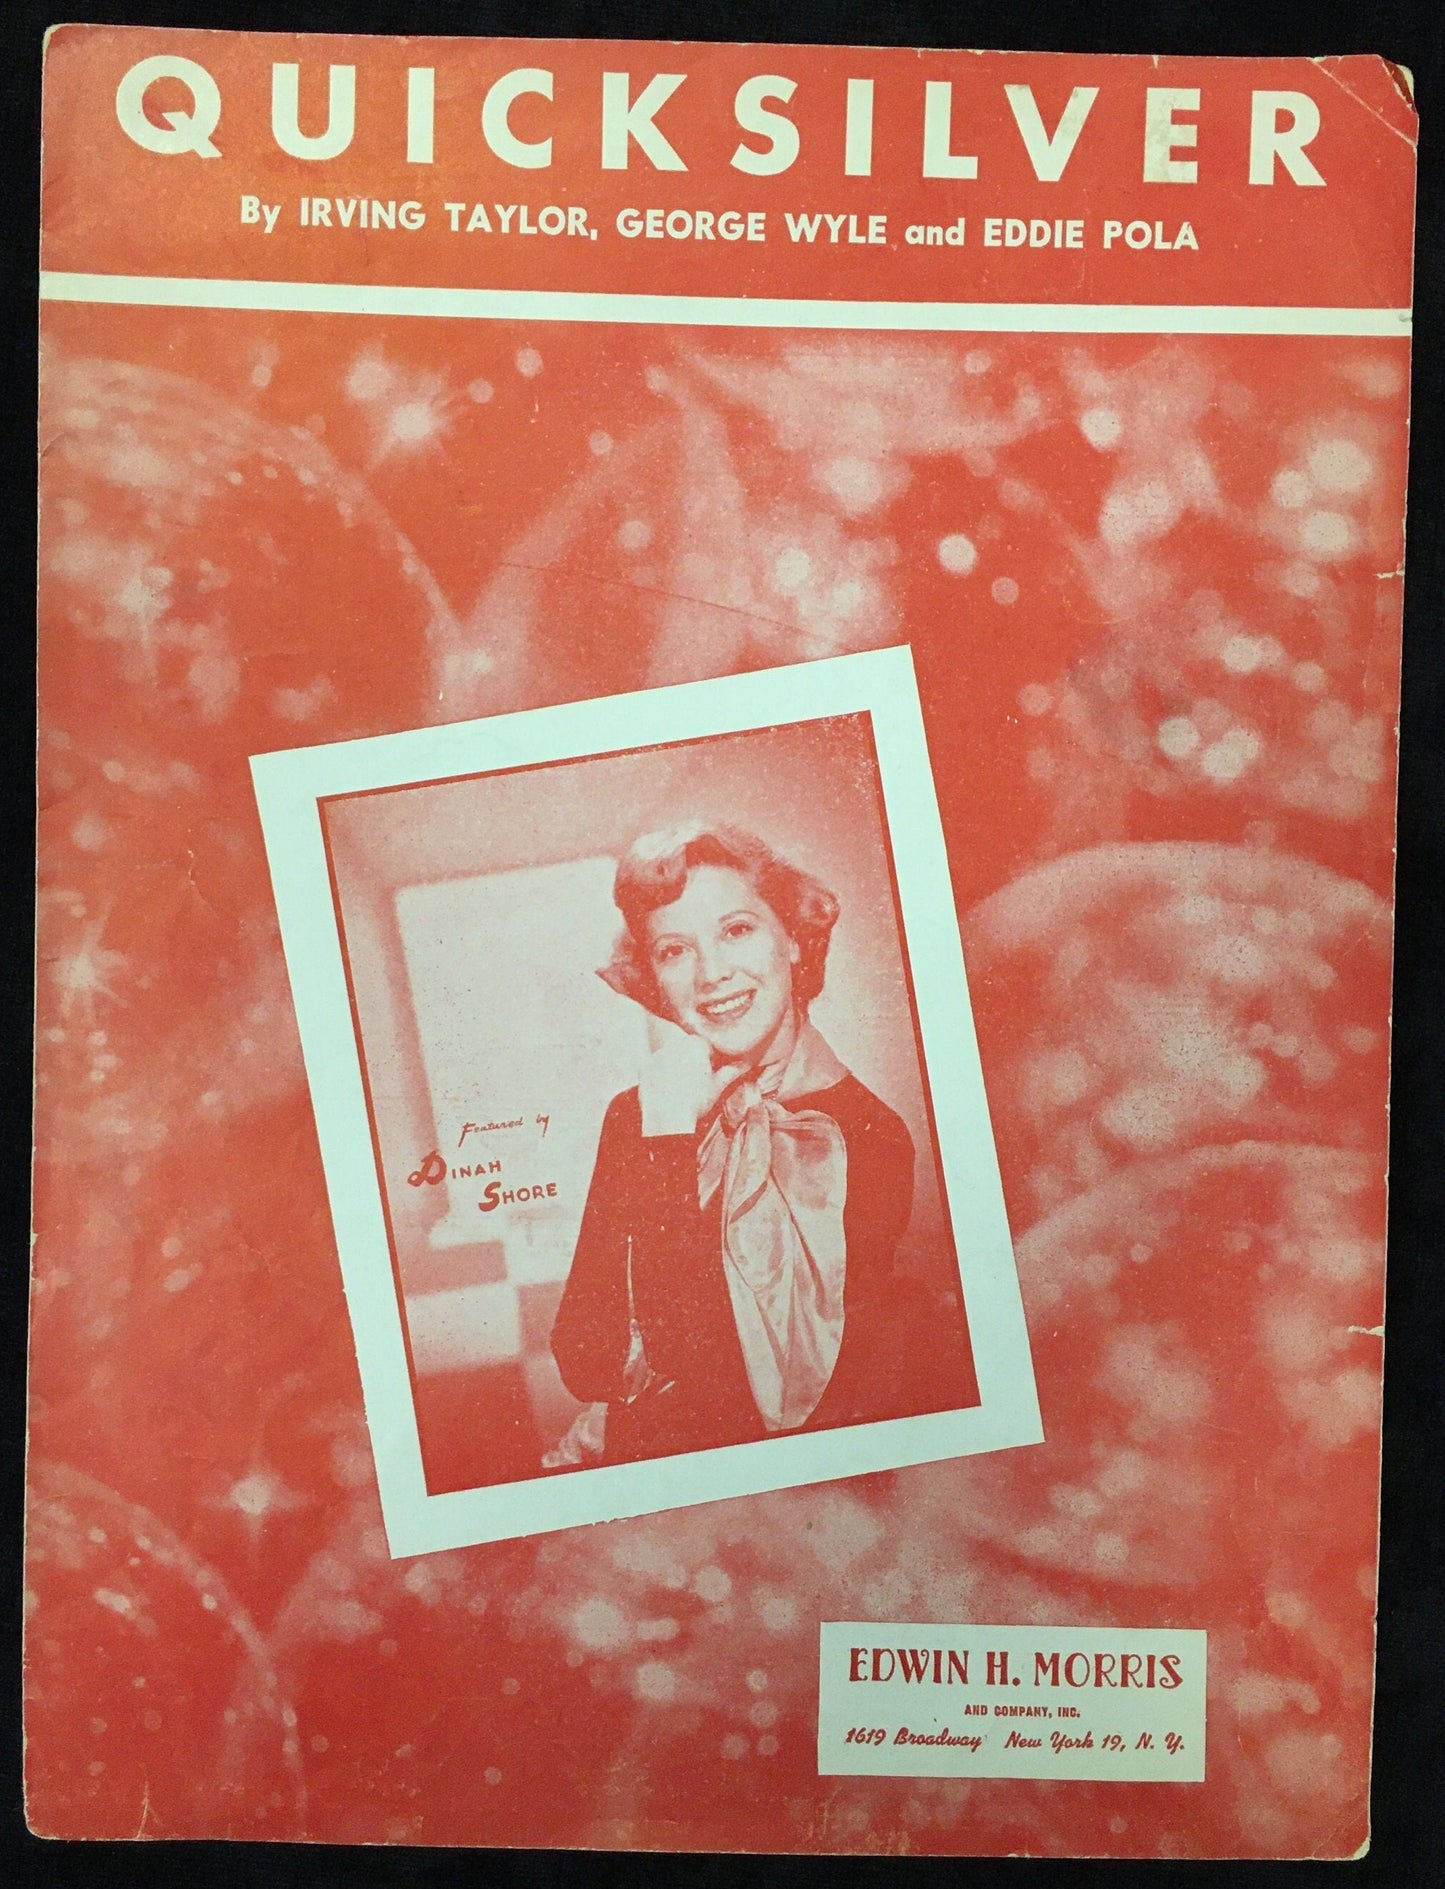 QUICKSILVER
By IRVING TAYLOR, GEORGE WYLE and EDDIE POLA
Featured by
DINAH
SHORE
EDWIN H. MORRIS
AND COMPANY, INC.
1619 Broadway New York 19, N. Y.